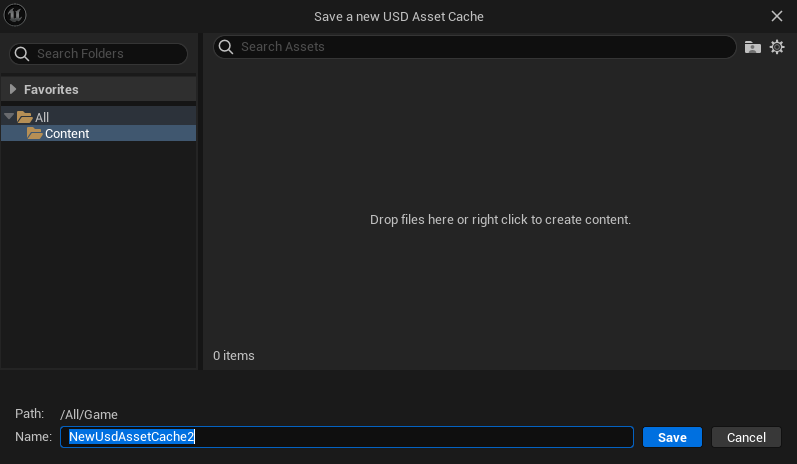 Save a new USD Asset Cache
Search Folders
Search Assets
Favorites
All
Content
Drop files here or right click to create content.
0 items
Path: /All/Game
Name: NewUsdAssetCache2
Save
Cancel